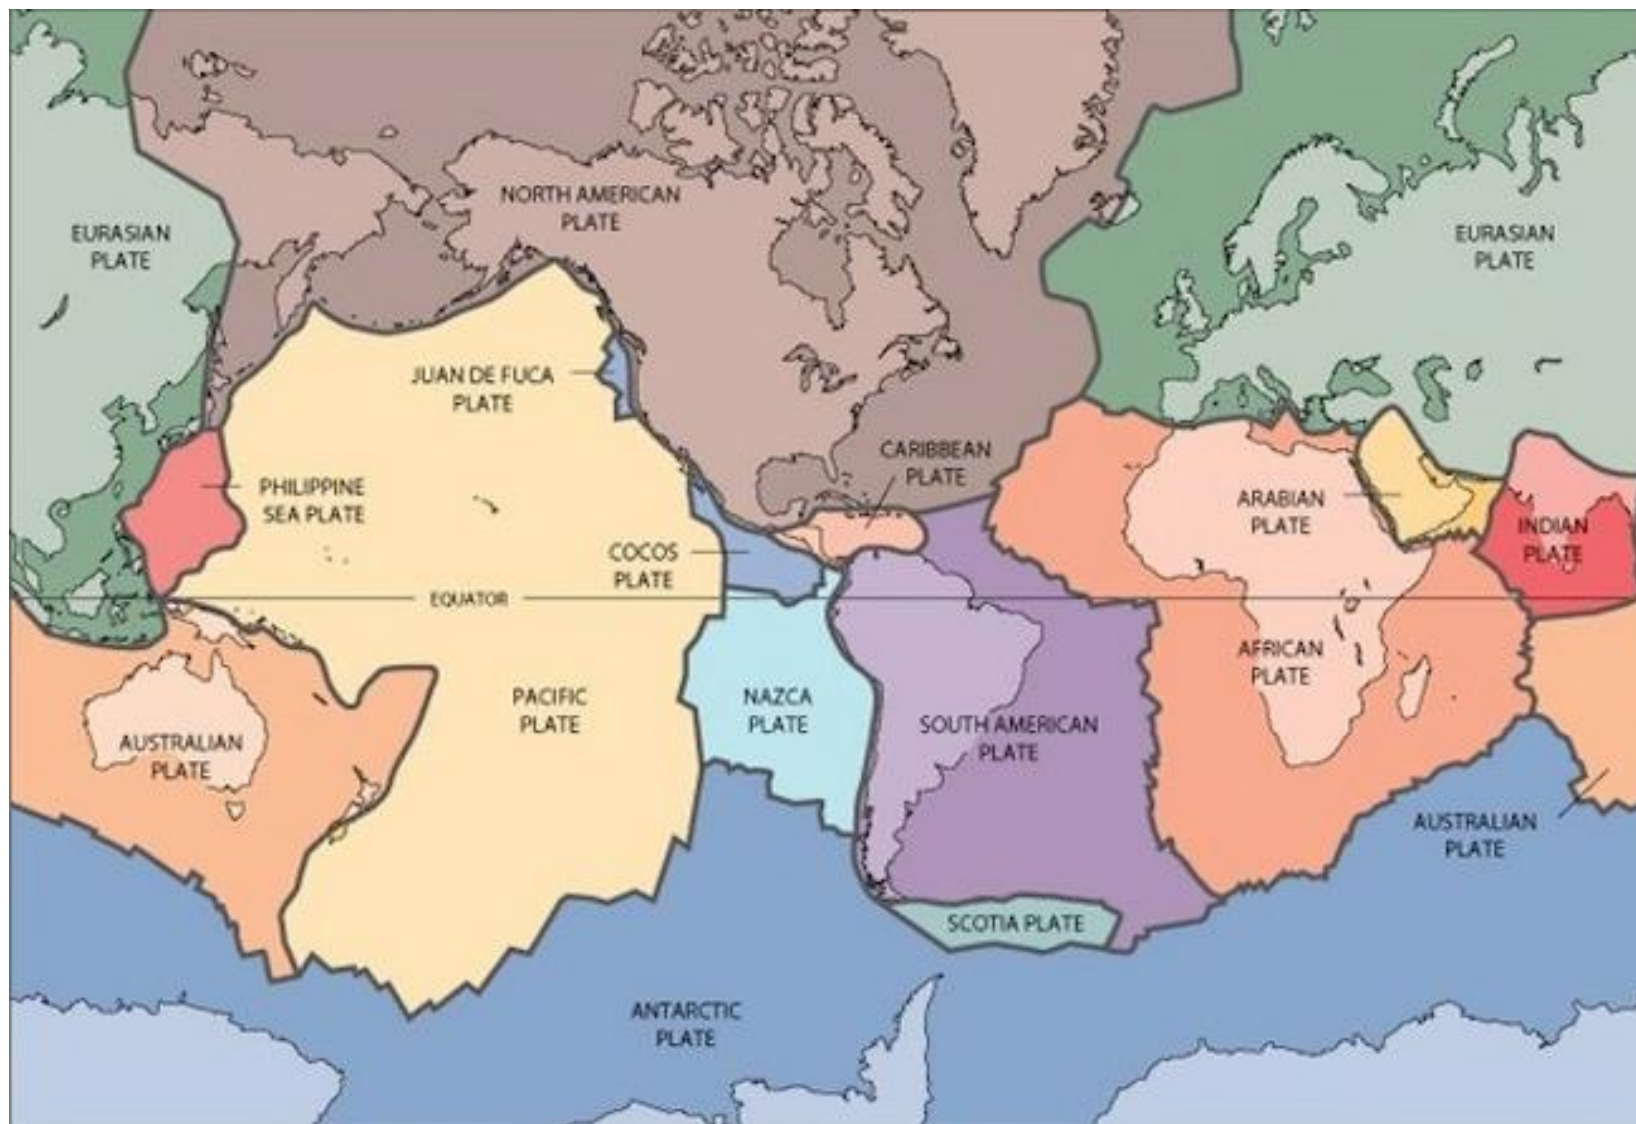 NORTH AMERICAN
PLATE
EURASIAN
PLATE
EURASIAN
PLATE
JUAN DE FUCA
PLATE
CARIBBEAN
PLATE
PHILIPPINE
SEA PLATE
ARABIAN
PLATE
INDIAN
PLATE
COCOS
PLATE
EQUATOR
AFRICAN
PLATE
PACIFIC
PLATE
NAZCA
PLATE
SOUTH AMERICAN
PLATE
AUSTRALIAN
PLATE
AUSTRALIAN
PLATE
SCOTIA PLATE
ANTARCTIC
PLATE